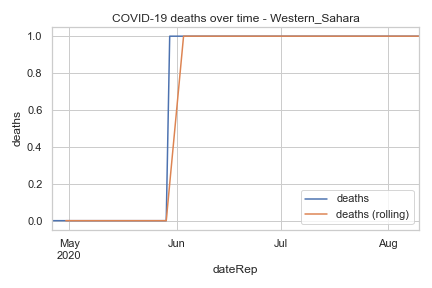 COVID-19 deaths over time - Western_Sahara
deaths
1.0
0.8
0.6
0.4
0.2
0.0
deaths
deaths (rolling)
May
2020
Jun
Jul
Aug
dateRep